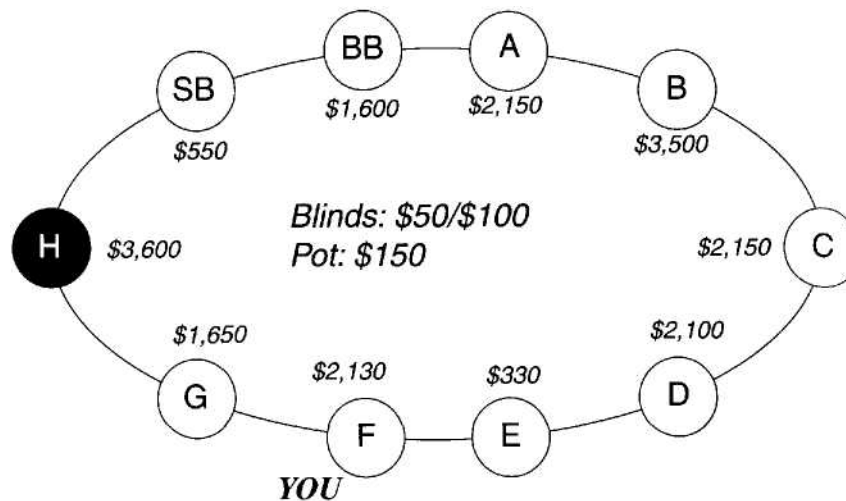 BB
A
SB
B
$1,600
$2,150
$550
$3,500
Blinds: $50/$100
Pot: $150
H
$3,600
$2,150
C
$1,650
$2,130
$330
$2,100
G
F
E
D
YOU